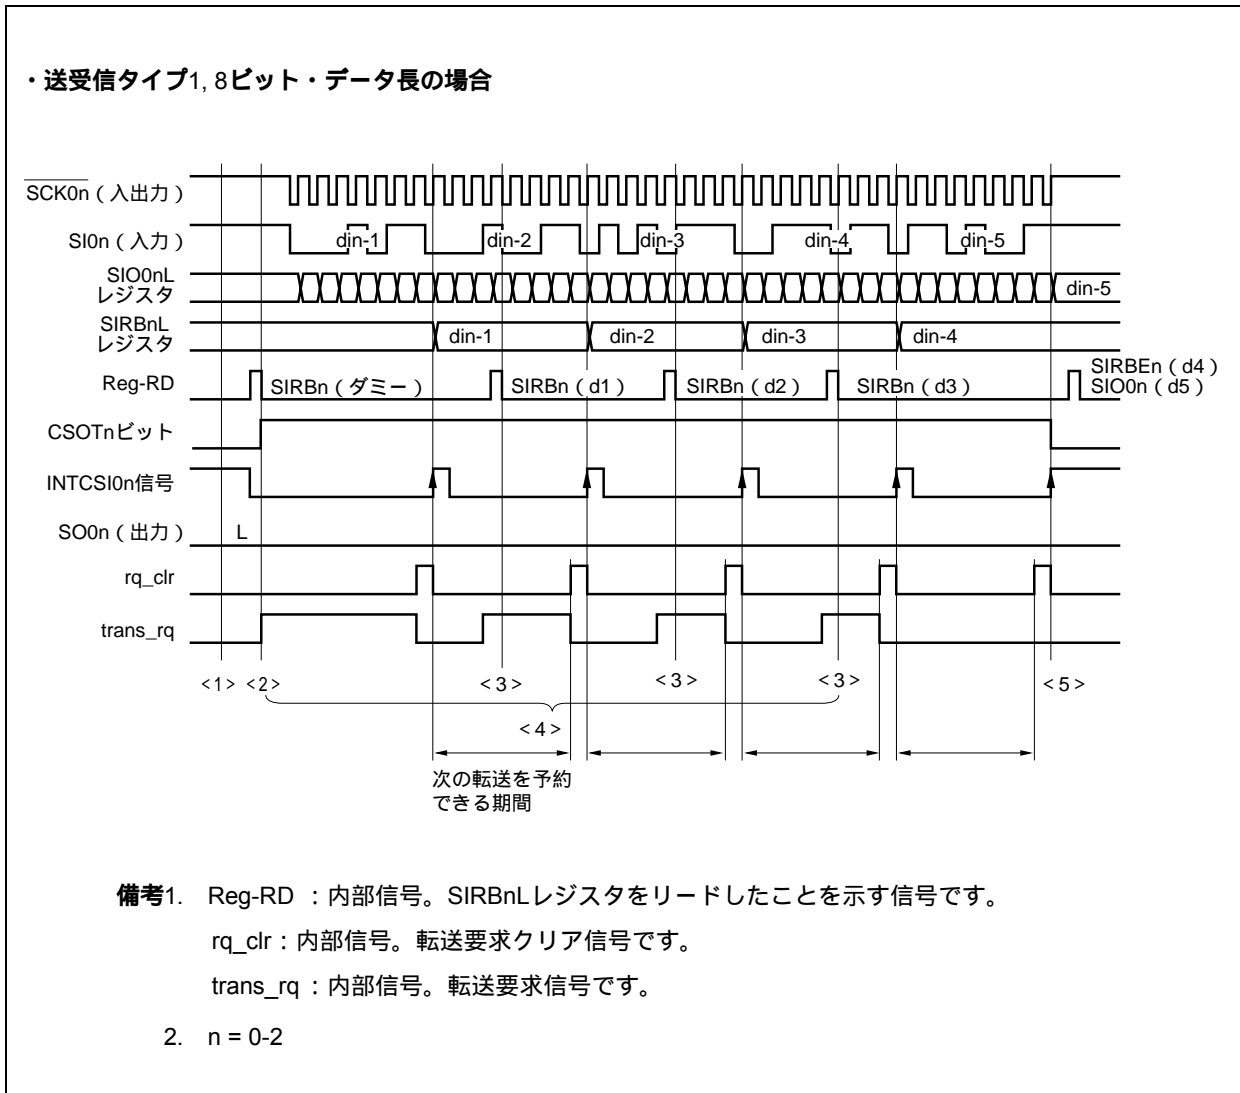 ・送受信タイプ1, 8ビット・データ長の場合
SCK0n（入出力）
SI0n（入力）
din-1
din-2
din-3
din-4
din-5
SIO0nL
レジスタ
din-5
SIRBnL
レジスタ
din-1
din-2
din-3
din-4
Reg-RD
SIRBn（ダミー）
SIRBn（d1）
SIRBn（d2）
SIRBn（d3）
SIRBEn（d4）
SIO0n（d5）
CSOTnビット
INTCSI0n信号
SO0n（出力）
L
rq_clr
trans_rq
<1>
<2>
<3>
<3>
<3>
<5>
<4>
次の転送を予約
できる期間
備考1. Reg-RD ：内部信号。SIRBnLレジスタをリードしたことを示す信号です。
rq_clr：内部信号。転送要求クリア信号です。
trans_rq ：内部信号。転送要求信号です。
2. n = 0-2